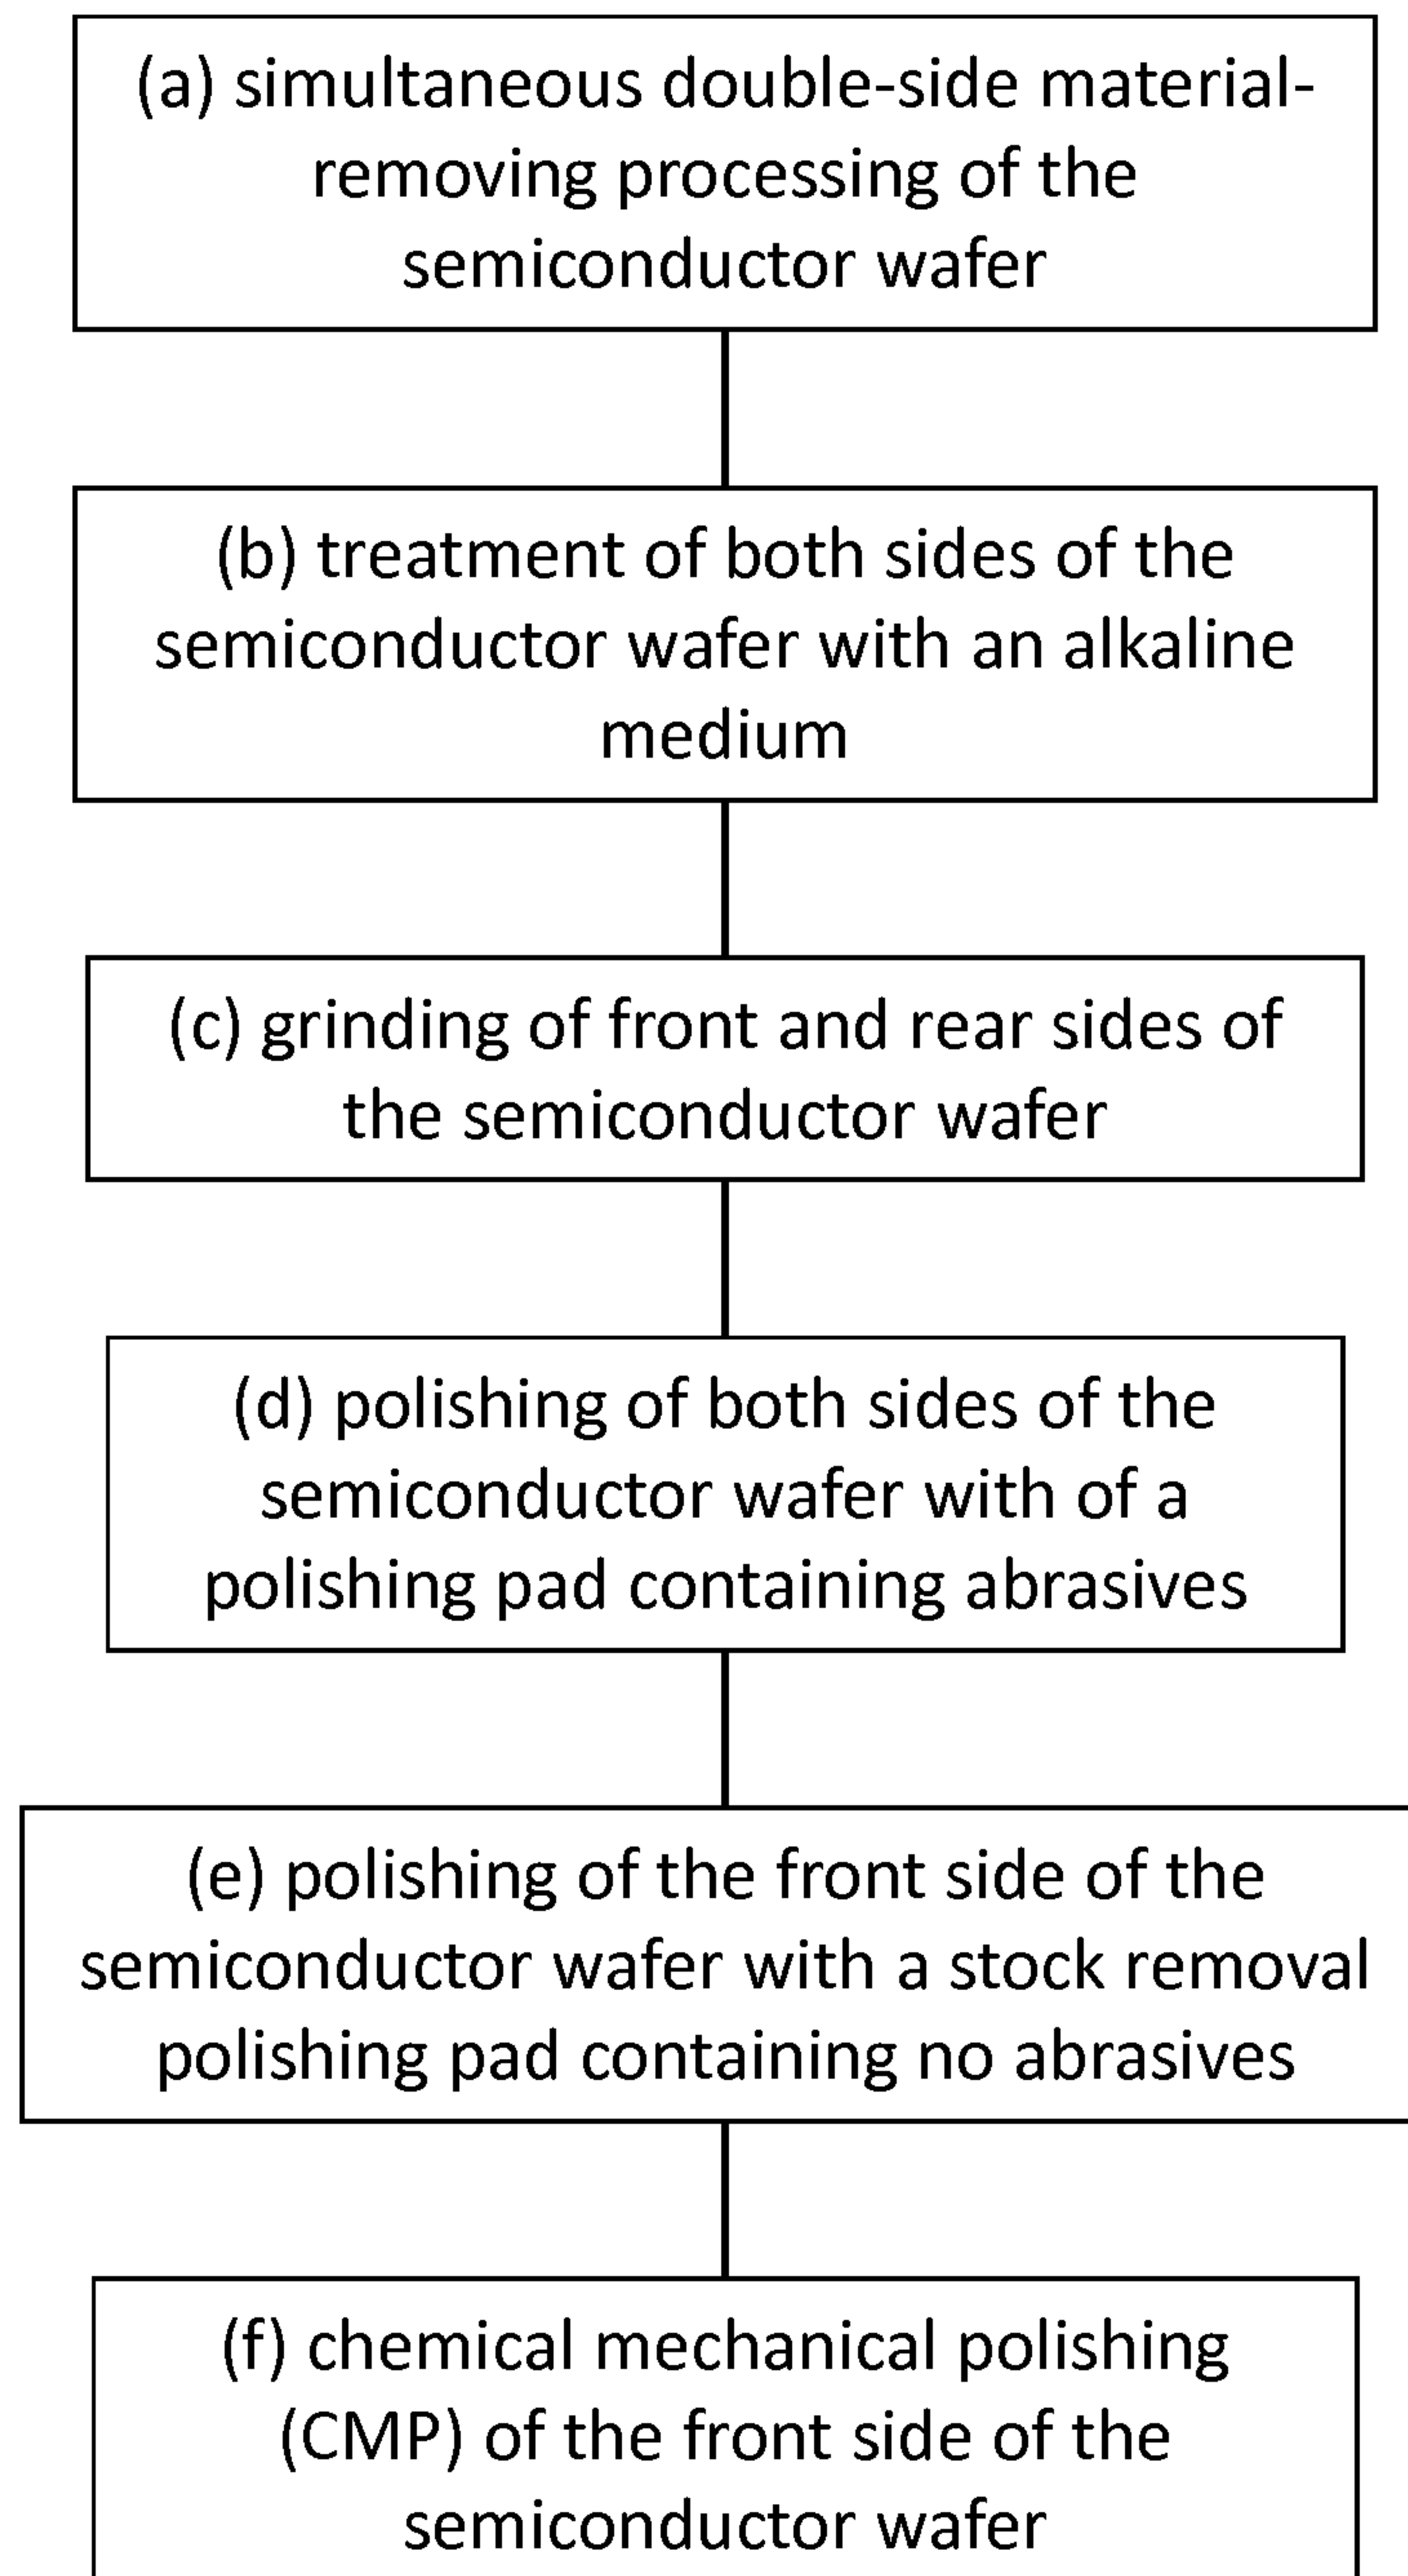 (a) simultaneous double-side material-
removing processing of the
semiconductor wafer
(b) treatment of both sides of the
semiconductor wafer with an alkaline
medium
(c) grinding of front and rear sides of
the semiconductor wafer
(d) polishing of both sides of the
semiconductor wafer with of a
polishing pad containing abrasives
(e) polishing of the front side of the
semiconductor wafer with a stock removal
polishing pad containing no abrasives
(f) chemical mechanical polishing
(CMP) of the front side of the
semiconductor wafer